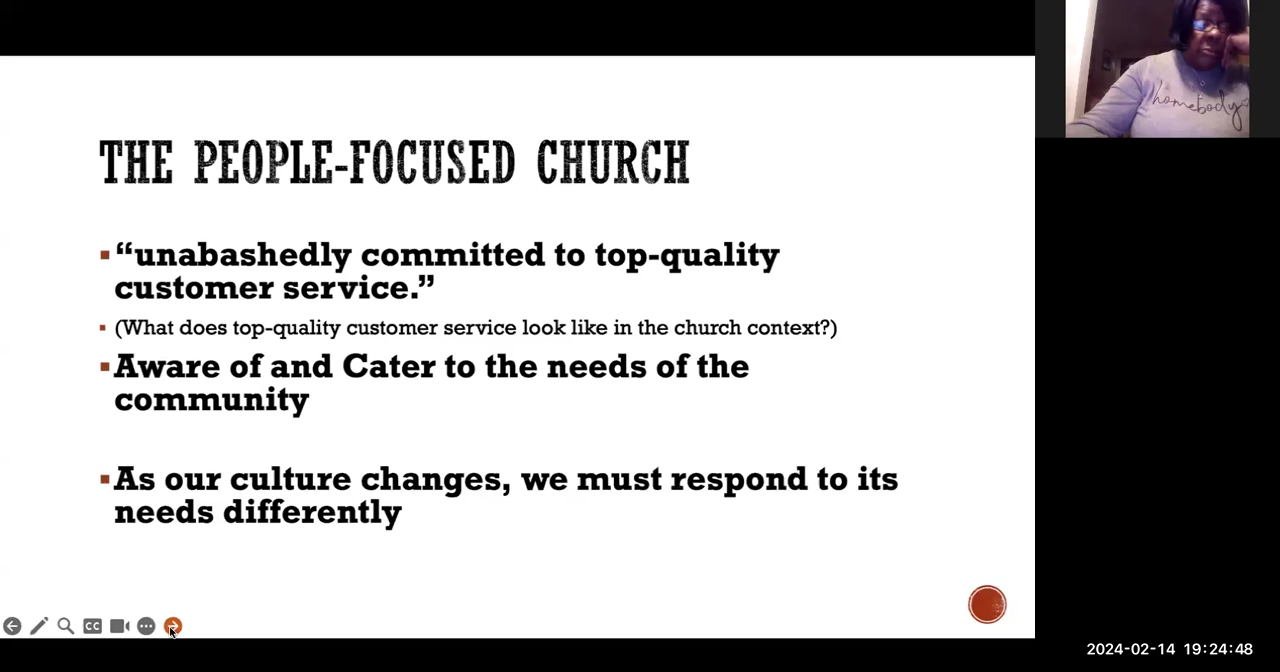 THE PEOPLE-FOCUSED CHURCH
▪“unabashedly committed to top-quality
customer service.”
▪ (What does top-quality customer service look like in the church context?)
▪Aware of and Cater to the needs of the
community
▪As our culture changes, we must respond to its
needs differently
CC
homebody
2024-02-14 19:24:48